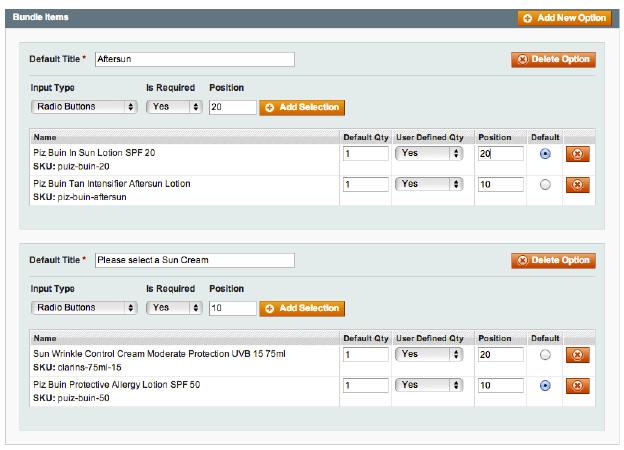 Bundle Items Add New Option
Default Title * Aftersun Delete Option
Input Type Is Required Position
Radio Buttons Yes 20 Add Selection
Name Default Qty User Defined Qty Position Default
Piz Buin In Sun Lotion SPF 20 1 Yes 20
SKU: puiz-buin-20
Piz Buin Tan Intensifier Aftersun Lotion 1 Yes 10
SKU: piz-buin-aftersun
Default Title * Please select a Sun Cream Delete Option
Input Type Is Required Position
Radio Buttons Yes 10 Add Selection
Name Default Qty User Defined Qty Position Default
Sun Wrinkle Control Cream Moderate Protection UVB 15 75ml 1 Yes 20
SKU: clarins-75ml-15
Piz Buin Protective Allergy Lotion SPF 50 1 Yes 10
SKU: puiz-buin-50